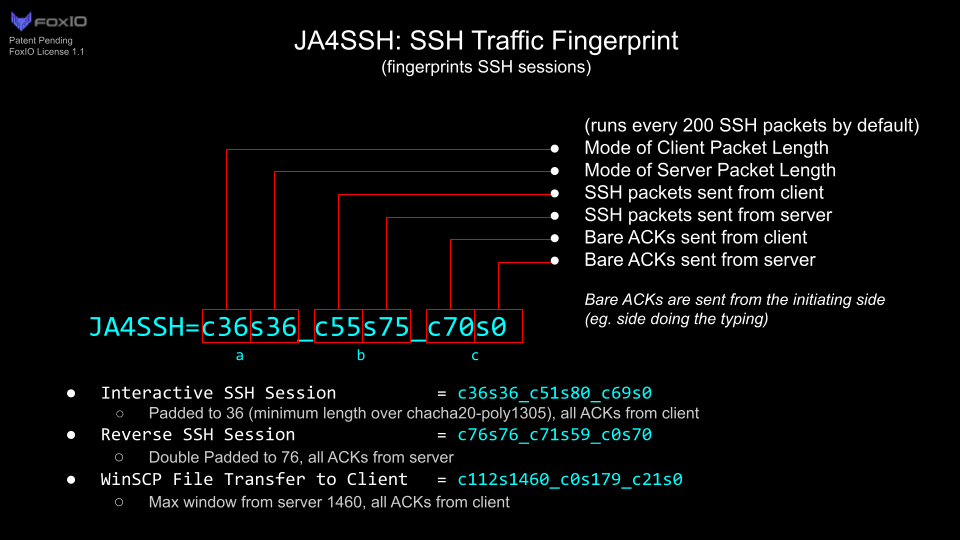 FOXIO
Patent Pending
FoxIO License 1.1
JA4SSH: SSH Traffic Fingerprint
(fingerprints SSH sessions)
(runs every 200 SSH packets by default)
● Mode of Client Packet Length
● Mode of Server Packet Length
● SSH packets sent from client
● SSH packets sent from server
● Bare ACKs sent from client
● Bare ACKs sent from server
Bare ACKs are sent from the initiating side
(eg. side doing the typing)
JA4SSH=c36s36_c55s75_c70s0
a b c
● Interactive SSH Session = c36s36_c51s80_c69s0
○ Padded to 36 (minimum length over chacha20-poly1305), all ACKs from client
● Reverse SSH Session = c76s76_c71s59_c0s70
○ Double Padded to 76, all ACKs from server
● WinSCP File Transfer to Client = c112s1460_c0s179_c21s0
○ Max window from server 1460, all ACKs from client